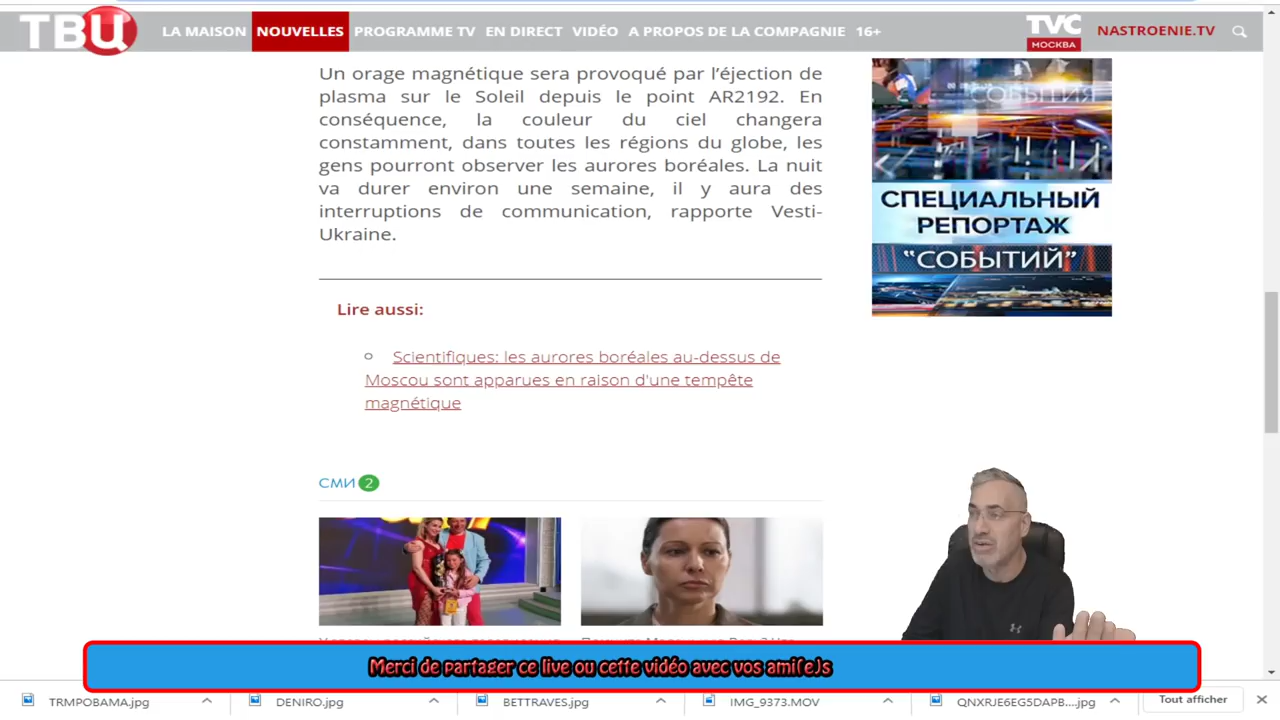 ТВЦ
LA MAISON NOUVELLES PROGRAMME TV EN DIRECT VIDÉO A PROPOS DE LA COMPAGNIE 16+
TVC
МОСКВА
NASTROENIE.TV
Un orage magnétique sera provoqué par l’éjection de
plasma sur le Soleil depuis le point AR2192. En
conséquence, la couleur du ciel changera
constamment, dans toutes les régions du globe, les
gens pourront observer les aurores boréales. La nuit
va durer environ une semaine, il y aura des
interruptions de communication, rapporte Vesti-
Ukraine.
СОБЫТИЯ
СПЕЦИАЛЬНЫЙ
РЕПОРТАЖ
“СОБЫТИЙ”
Lire aussi:
Scientifiques: les aurores boréales au-dessus de
Moscou sont apparues en raison d'une tempête
magnétique
СМИ 2
Merci de partager ce live ou cette vidéo avec vos ami(e)s
TRMPOBAMA.jpg
DENIRO.jpg
BETTRAVES.jpg
IMG_9373.MOV
QNXRJE6EG5DAPB....jpg
Tout afficher